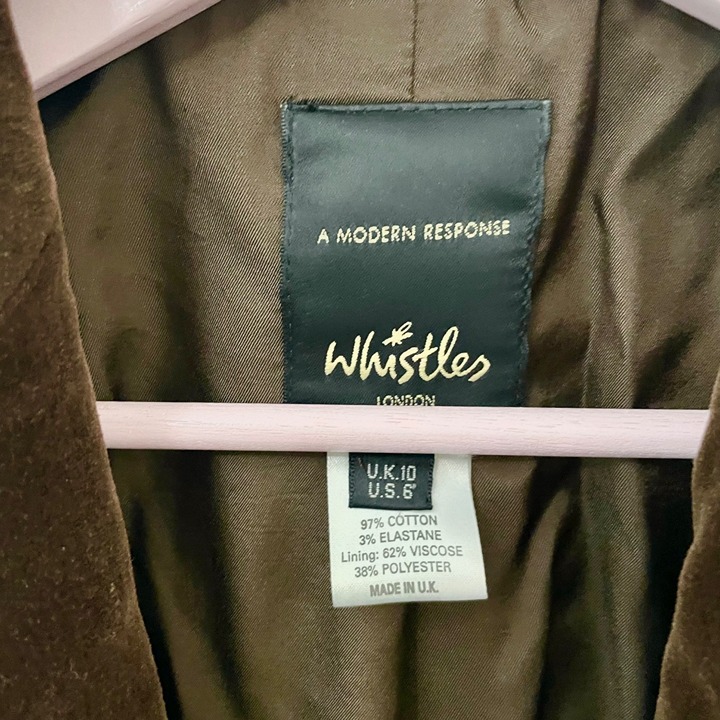 A MODERN RESPONSE
Whistles
LONDON
U.K.10
U.S.6
97% COTTON
3% ELASTANE
Lining: 62% VISCOSE
38% POLYESTER
MADE IN U.K.